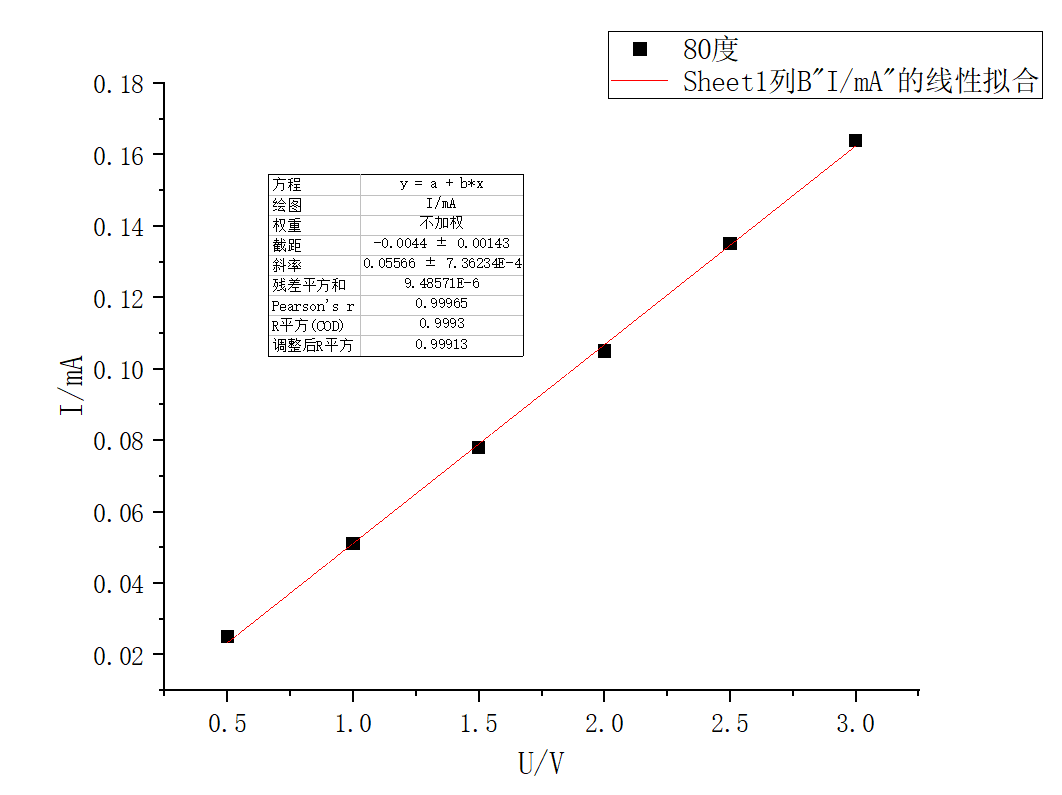 80度
Sheet1列B"I/mA"的线性拟合
0.18
0.16
0.14
0.12
0.10
0.08
0.06
0.04
0.02
I/mA
方程 y = a + b*x
绘图 I/mA
权重 不加权
截距 -0.0044 ± 0.00143
斜率 0.05566 ± 7.36234E-4
残差平方和 9.48571E-6
Pearson's r 0.99965
R平方(COD) 0.9993
调整后R平方 0.99913
0.5 1.0 1.5 2.0 2.5 3.0
U/V